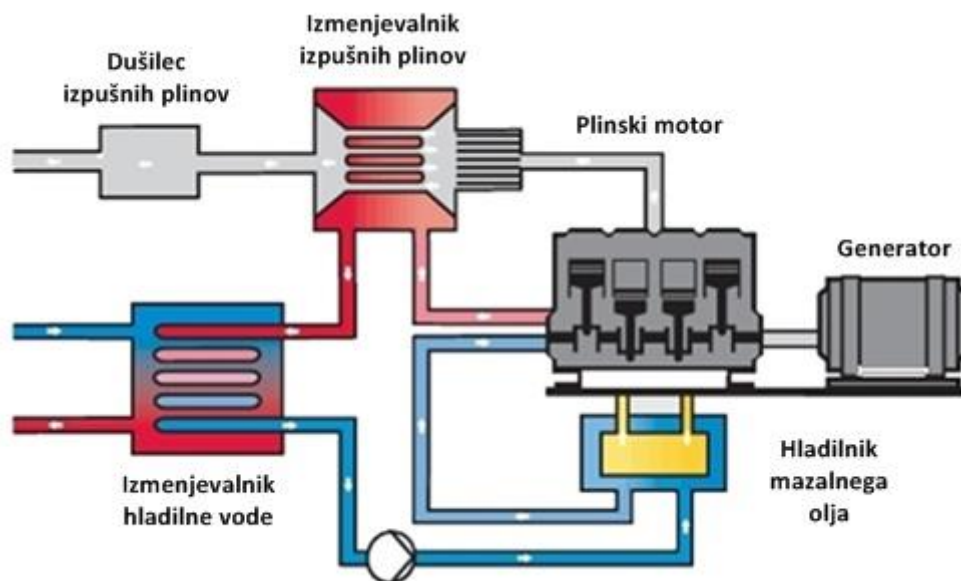 Izmenjevalnik
izpušnih plinov
Dušilec
izpušnih plinov
Plinski motor
Generator
Izmenjevalnik
hladilne vode
Hladilnik
mazalnega
olja